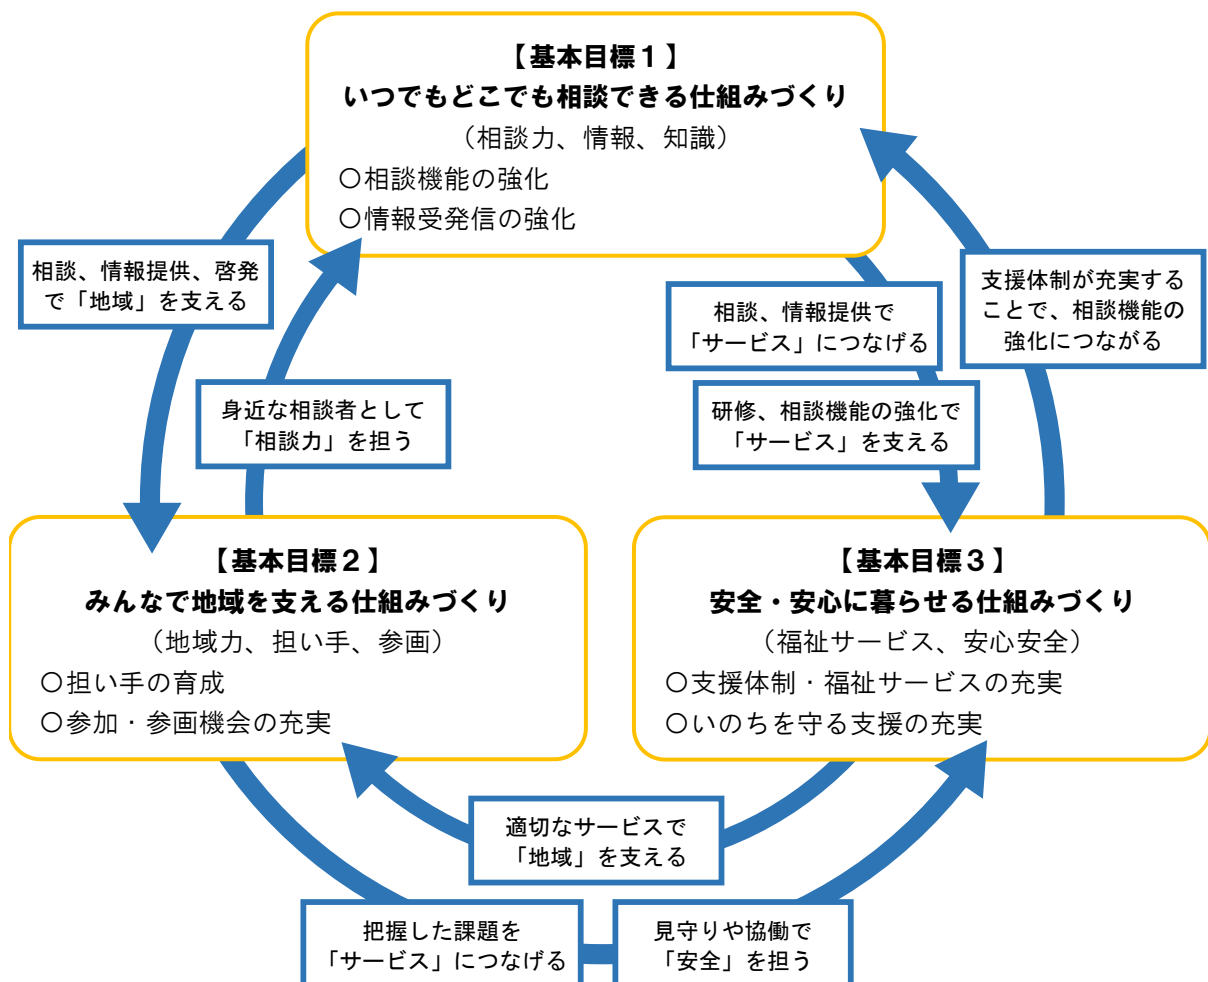 【基本目標１】
いつでもどこでも相談できる仕組みづくり
（相談力、情報、知識）
〇相談機能の強化
〇情報受発信の強化
相談、情報提供、啓発
で「地域」を支える
身近な相談者として
「相談力」を担う
相談、情報提供で
「サービス」につなげる
研修、相談機能の強化で
「サービス」を支える
支援体制が充実する
ことで、相談機能の
強化につながる
【基本目標２】
みんなで地域を支える仕組みづくり
（地域力、担い手、参画）
〇担い手の育成
〇参加・参画機会の充実
【基本目標３】
安全・安心に暮らせる仕組みづくり
（福祉サービス、安心安全）
〇支援体制・福祉サービスの充実
〇いのちを守る支援の充実
適切なサービスで
「地域」を支える
把握した課題を
「サービス」につなげる
見守りや協働で
「安全」を担う